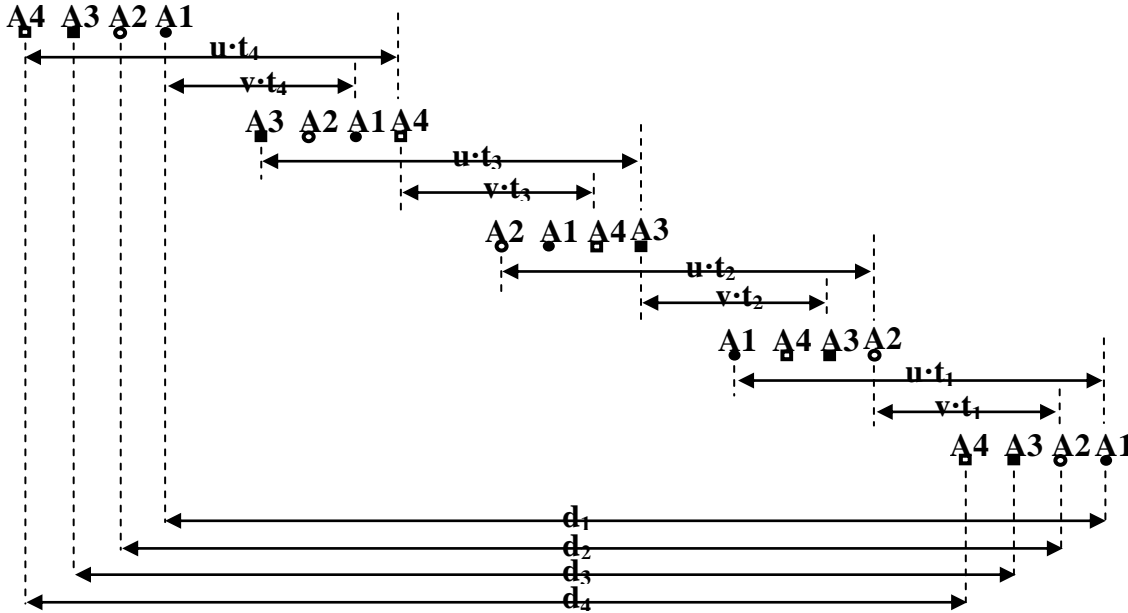 A4 A3 A2 A1
u·t₄
v·t₄
A3 A2 A1 A4
u·t₃
v·t₃
A2 A1 A4 A3
u·t₂
v·t₂
A1 A4 A3 A2
u·t₁
v·t₁
A4 A3 A2 A1
d₁
d₂
d₃
d₄